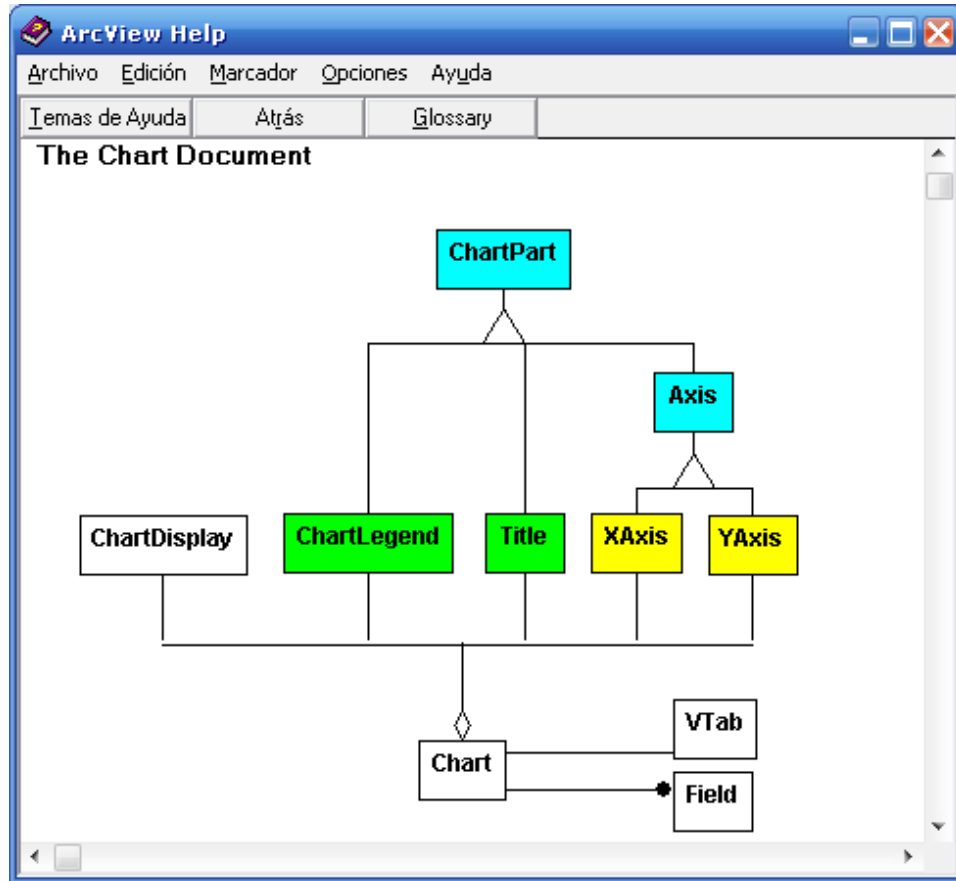 ArcView Help
Archivo Edición Marcador Opciones Ayuda
Temas de Ayuda Atrás Glossary
The Chart Document
ChartPart
Axis
ChartDisplay ChartLegend Title XAxis YAxis
VTab
Chart
Field